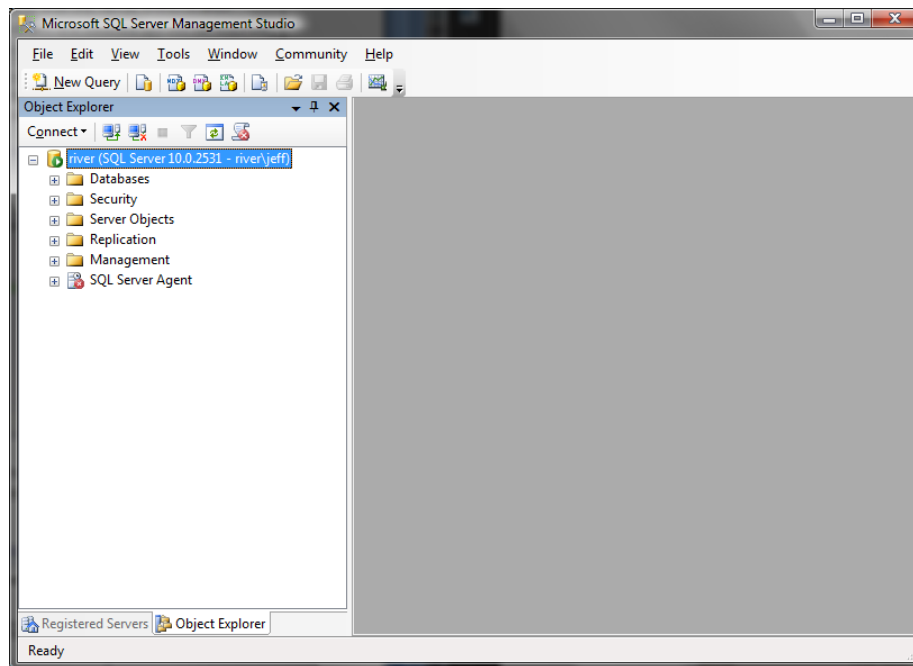 Microsoft SQL Server Management Studio
File Edit View Tools Window Community Help
New Query
Object Explorer
Connect
river (SQL Server 10.0.2531 - river\jeff)
Databases
Security
Server Objects
Replication
Management
SQL Server Agent
Registered Servers Object Explorer
Ready